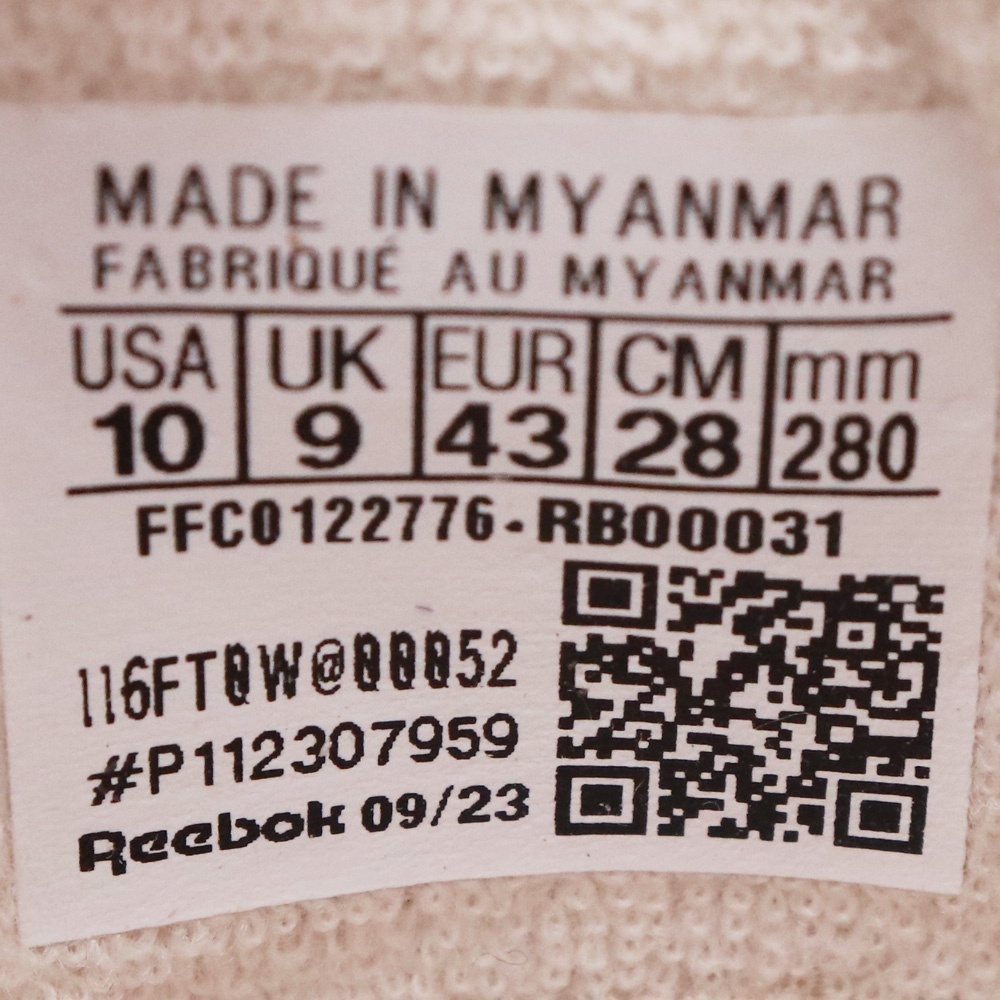 MADE IN MYANMAR
FABRIQUÉ AU MYANMAR
USA UK EUR CM mm
10 9 43 28 280
FFC0122776-RB00031
116FT0W@00052
#P112307959
Reebok 09/23